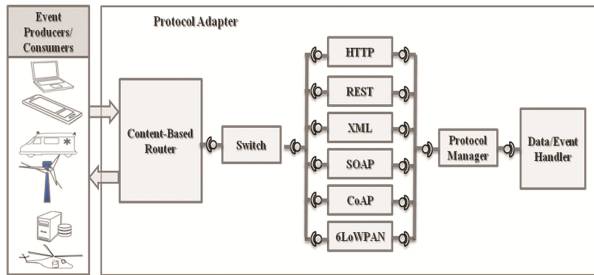 Event
Producers/
Consumers
Protocol Adapter
Content-Based
Router
Switch
HTTP
REST
XML
SOAP
CoAP
6LoWPAN
Protocol
Manager
Data/Event
Handler